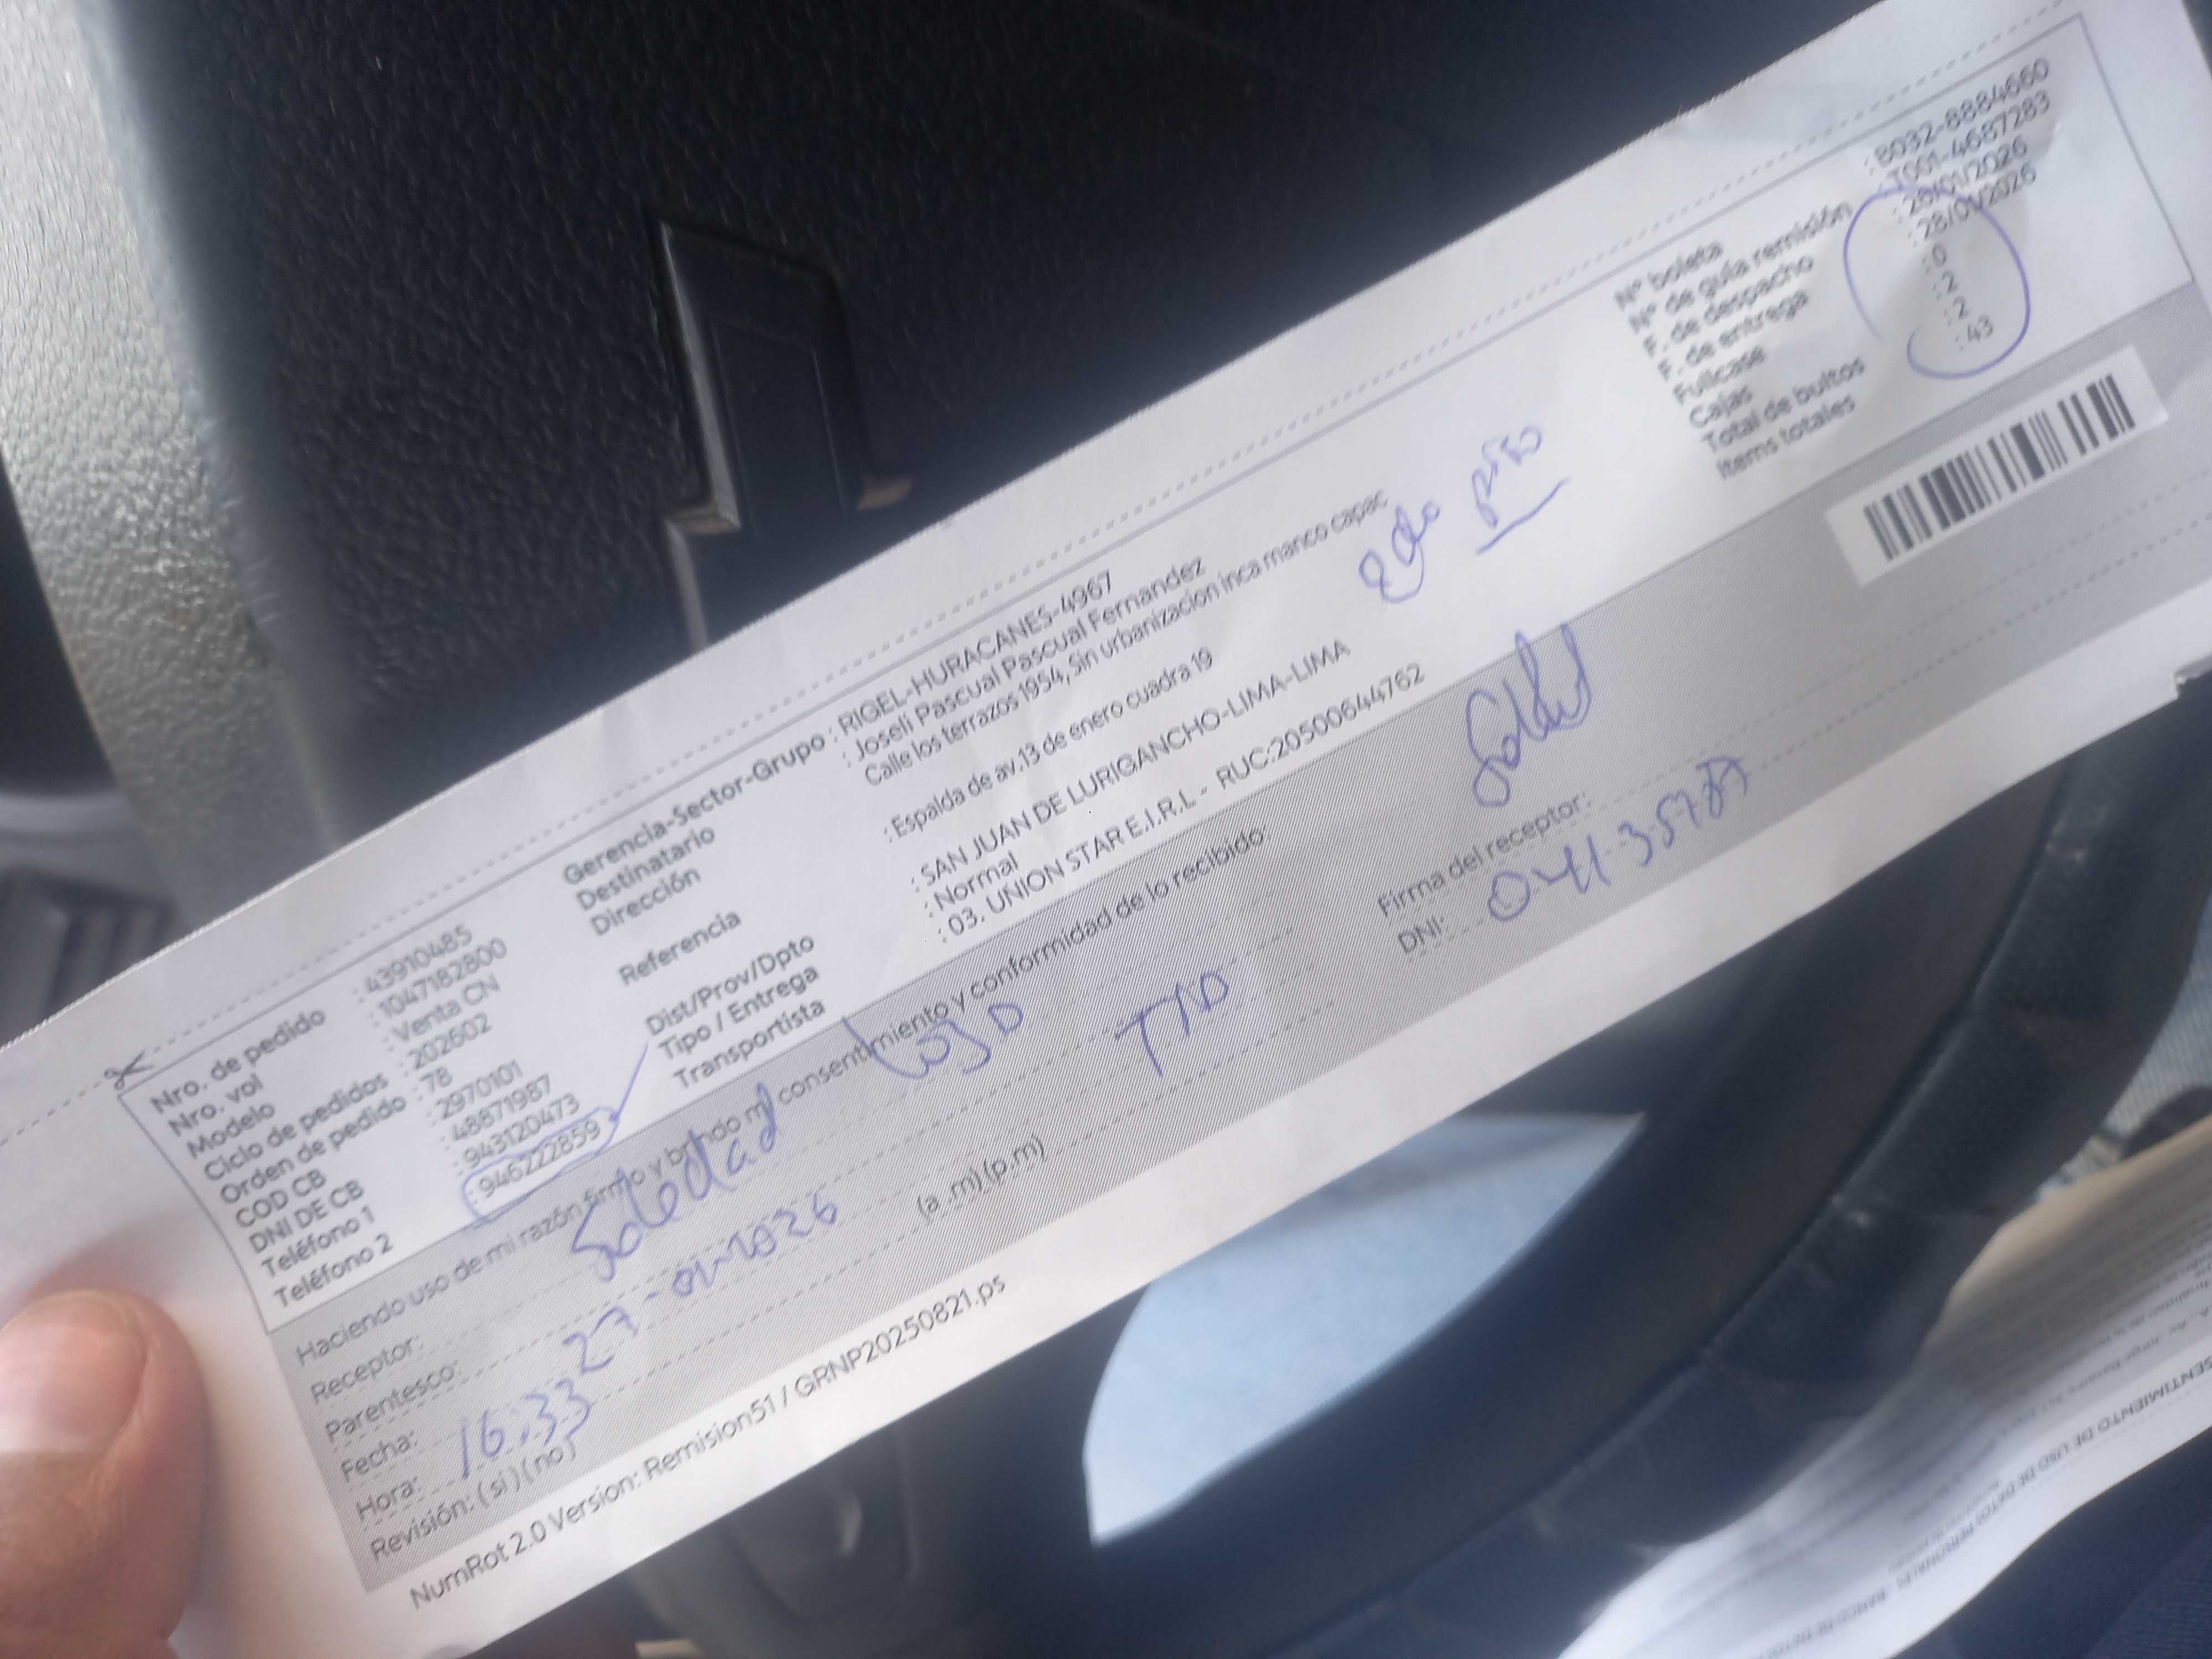 Nro. de pedido : 43910485
Nro. vol : 1047182800
Modelo : Venta CN
Ciclo de pedidos : 202602
Orden de pedido : 78
COD CB : 2970101
DNI DE CB : 48871987
Teléfono 1 : 943120473
Teléfono 2 : 946222859
Gerencia-Sector-Grupo : RIGEL-HURACANES-4967
Destinatario : Joseli Pascual Pascual Fernandez
Dirección Calle los terrazos 1954, Sin urbanizacion inca manco capac
Referencia : Espalda de av.13 de enero cuadra 19
Dist/Prov/Dpto : SAN JUAN DE LURIGANCHO-LIMA-LIMA
Tipo / Entrega : Normal
Transportista : 03. UNION STAR E.I.R.L - RUC:20500644762
2do piso
N° boleta : B032-8884660
N° de guía remisión : T001-4687283
F. de despacho : 26/01/2026
F. de entrega : 28/01/2026
Fullcase : 0
Cajas : 2
Total de bultos : 2
Items totales : 43
Haciendo uso de mi razón firmo y brindo mi consentimiento y conformidad de lo recibido:
Receptor: Soledad
Parentesco: TIA
Fecha: 27-01-2026
Hora: 16:33 (a .m) (p.m)
Revisión: ( si ) ( no )
Firma del receptor:
DNI:
NumRot 2.0 Version: Remision51 / GRNP20250821.ps